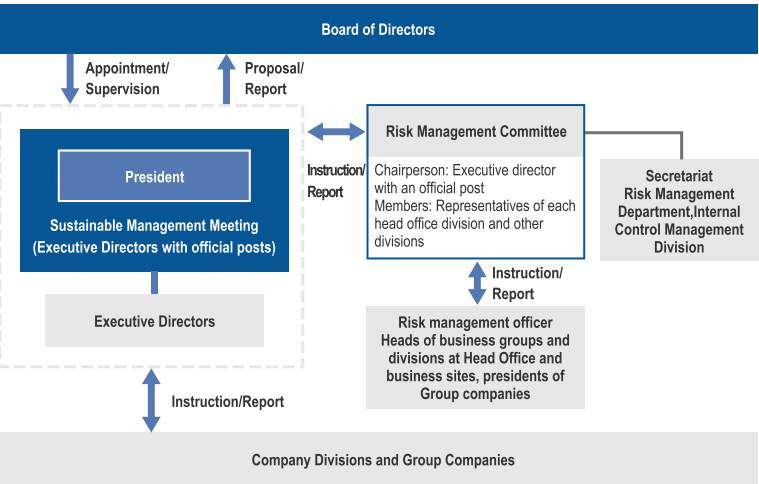 Board of Directors
Appointment/
Supervision
Proposal/
Report
President
Sustainable Management Meeting
(Executive Directors with official posts)
Executive Directors
Instruction/
Report
Risk Management Committee
Chairperson: Executive director
with an official post
Members: Representatives of each
head office division and other
divisions
Secretariat
Risk Management
Department,Internal
Control Management
Division
Instruction/
Report
Risk management officer
Heads of business groups and
divisions at Head Office and
business sites, presidents of
Group companies
Instruction/Report
Company Divisions and Group Companies